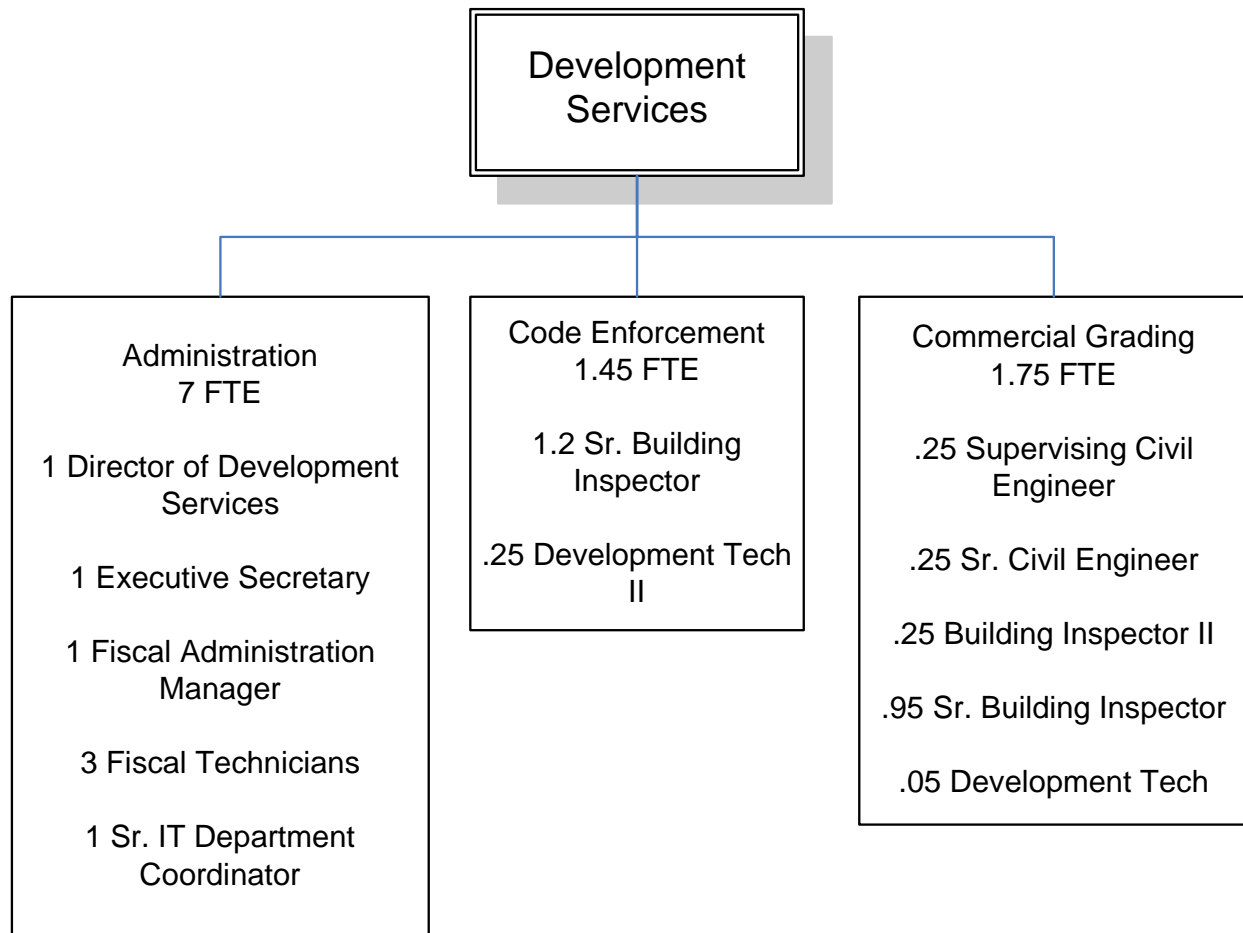 Development
Services
Administration
7 FTE
1 Director of Development
Services
1 Executive Secretary
1 Fiscal Administration
Manager
3 Fiscal Technicians
1 Sr. IT Department
Coordinator
Code Enforcement
1.45 FTE
1.2 Sr. Building
Inspector
.25 Development Tech
II
Commercial Grading
1.75 FTE
.25 Supervising Civil
Engineer
.25 Sr. Civil Engineer
.25 Building Inspector II
.95 Sr. Building Inspector
.05 Development Tech